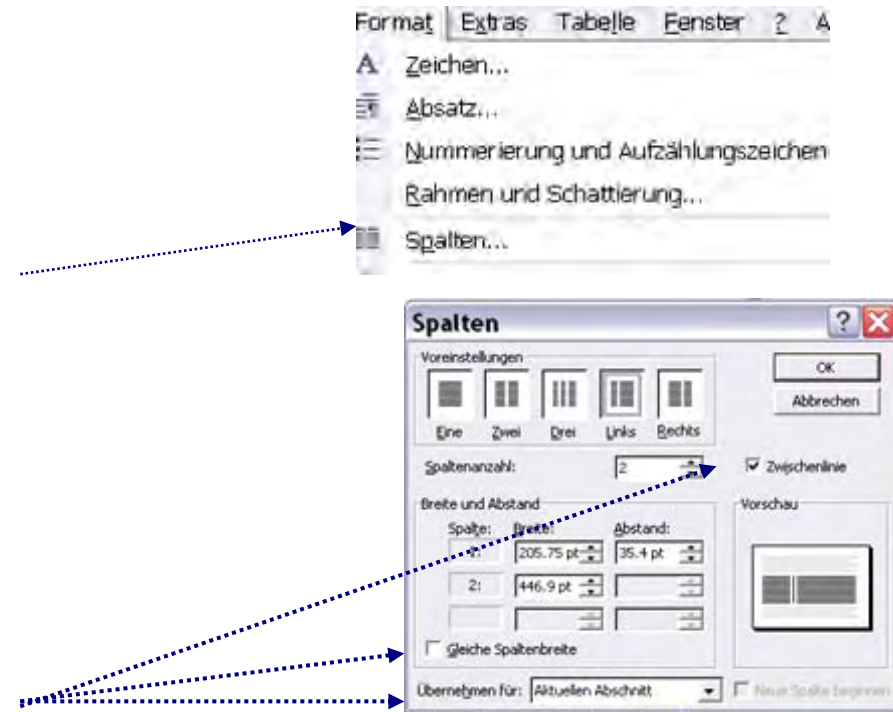 Format Extras Tabelle Fenster ? A
A Zeichen...
Absatz...
Nummerierung und Aufzählungszeichen
Rahmen und Schattierung...
Spalten...
Spalten
Voreinstellungen
OK
Abbrechen
Eine Zwei Drei Links Rechts
Spaltenanzahl: 2 Zwischenlinie
Breite und Abstand Vorschau
Spalte: Breite: Abstand:
1: 205.75 pt 35.4 pt
2: 446.9 pt
Gleiche Spaltenbreite
Übernehmen für: Aktuellen Abschnitt Neue Spalte beginnen